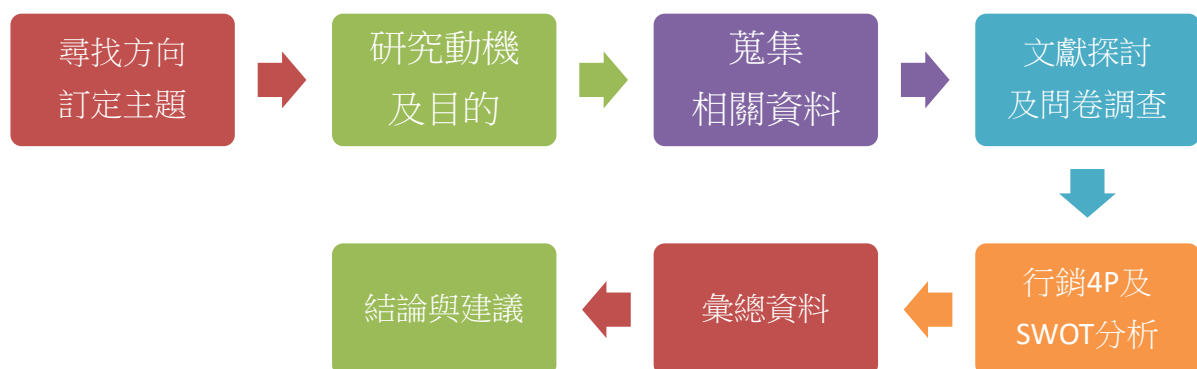 尋找方向
訂定主題
研究動機
及目的
蒐集
相關資料
文獻探討
及問卷調查
行銷4P及
SWOT分析
彙總資料
結論與建議